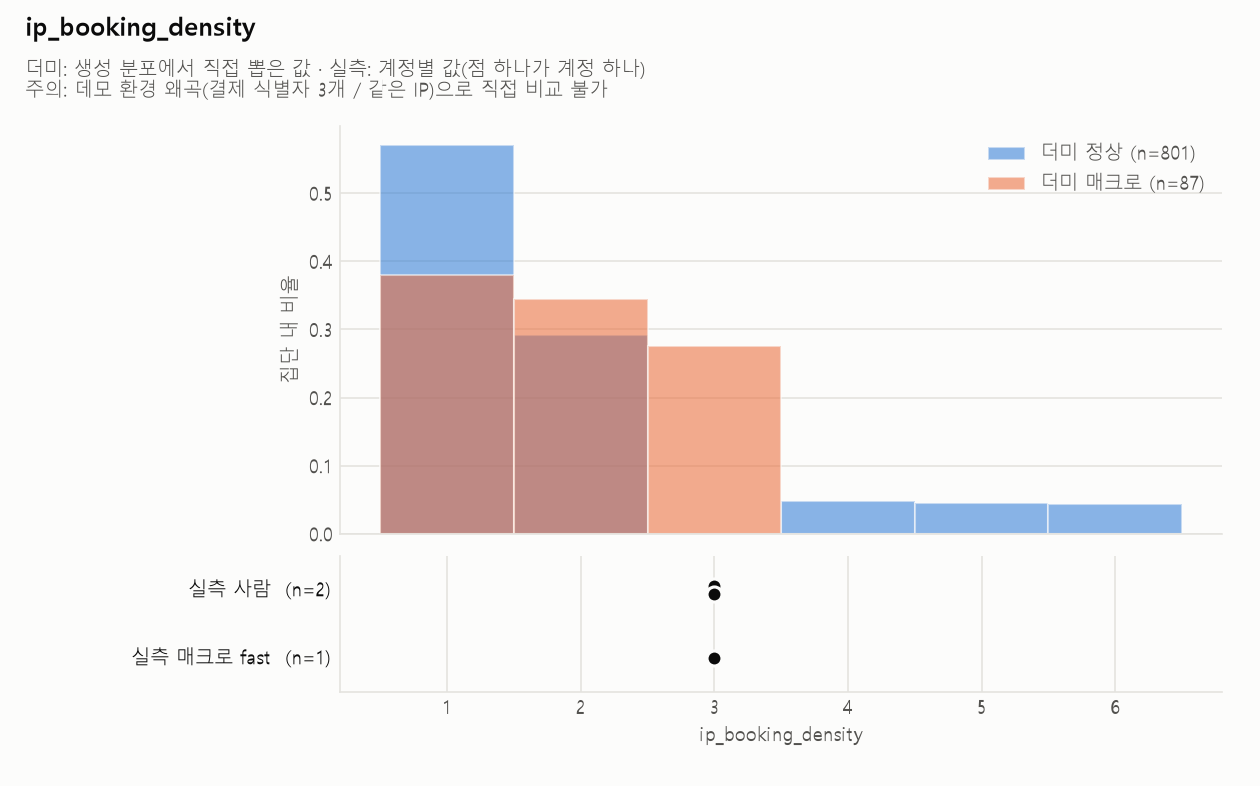 ip_booking_density
더미: 생성 분포에서 직접 뽑은 값 · 실측: 계정별 값(점 하나가 계정 하나)
주의: 데모 환경 왜곡(결제 식별자 3개 / 같은 IP)으로 직접 비교 불가
더미 정상 (n=801)
더미 매크로 (n=87)
집단 내 비율
0.5
0.4
0.3
0.2
0.1
0.0
실측 사람 (n=2)
실측 매크로 fast (n=1)
1 2 3 4 5 6
ip_booking_density